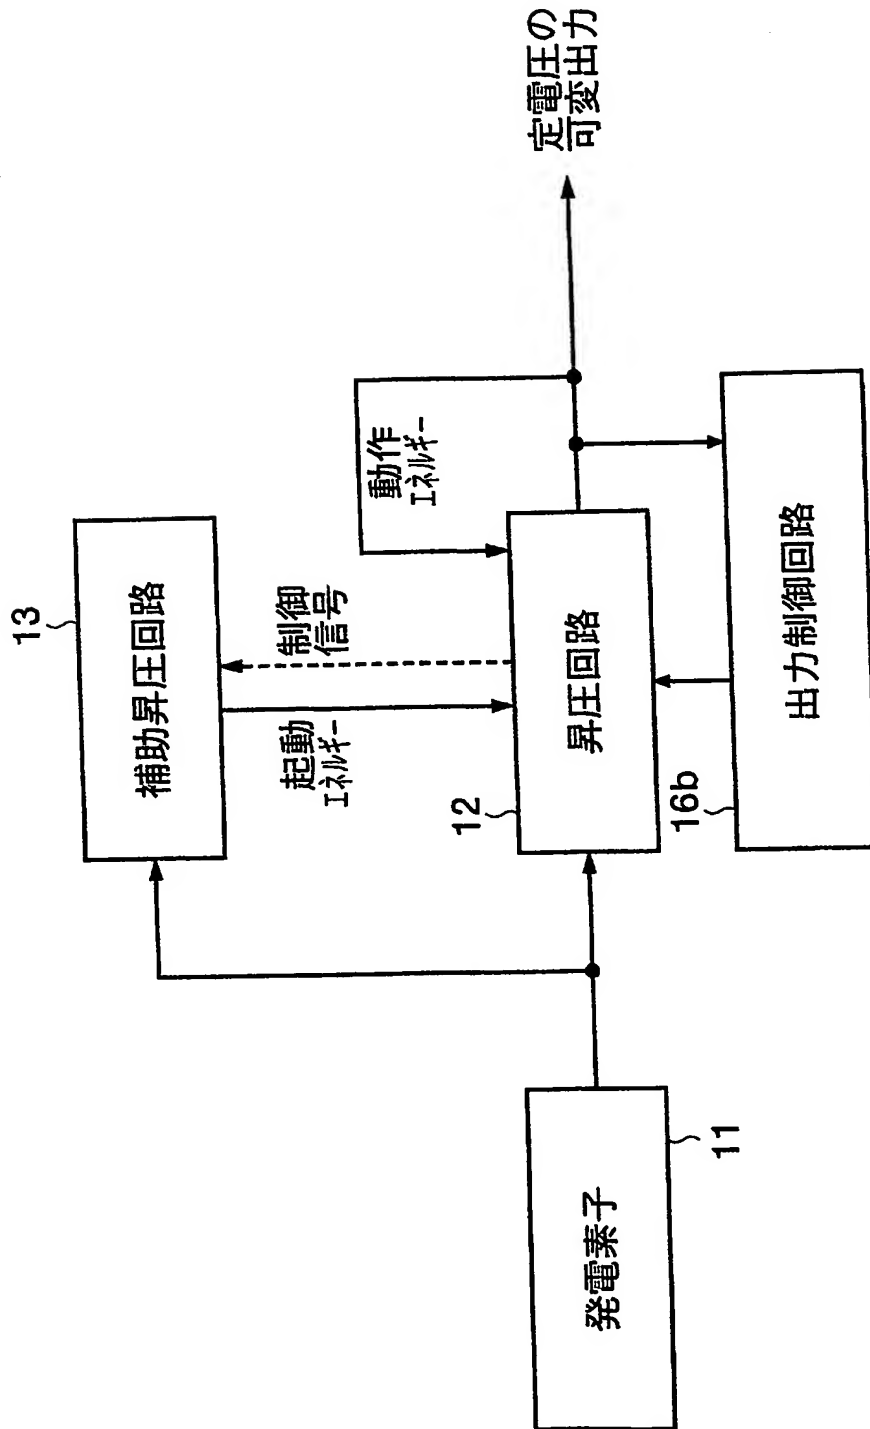 13
補助昇圧回路
起動
エネルギー
制御
信号
動作
エネルギー
定電圧の
可変出力
12
昇圧回路
発電素子
11
16b
出力制御回路